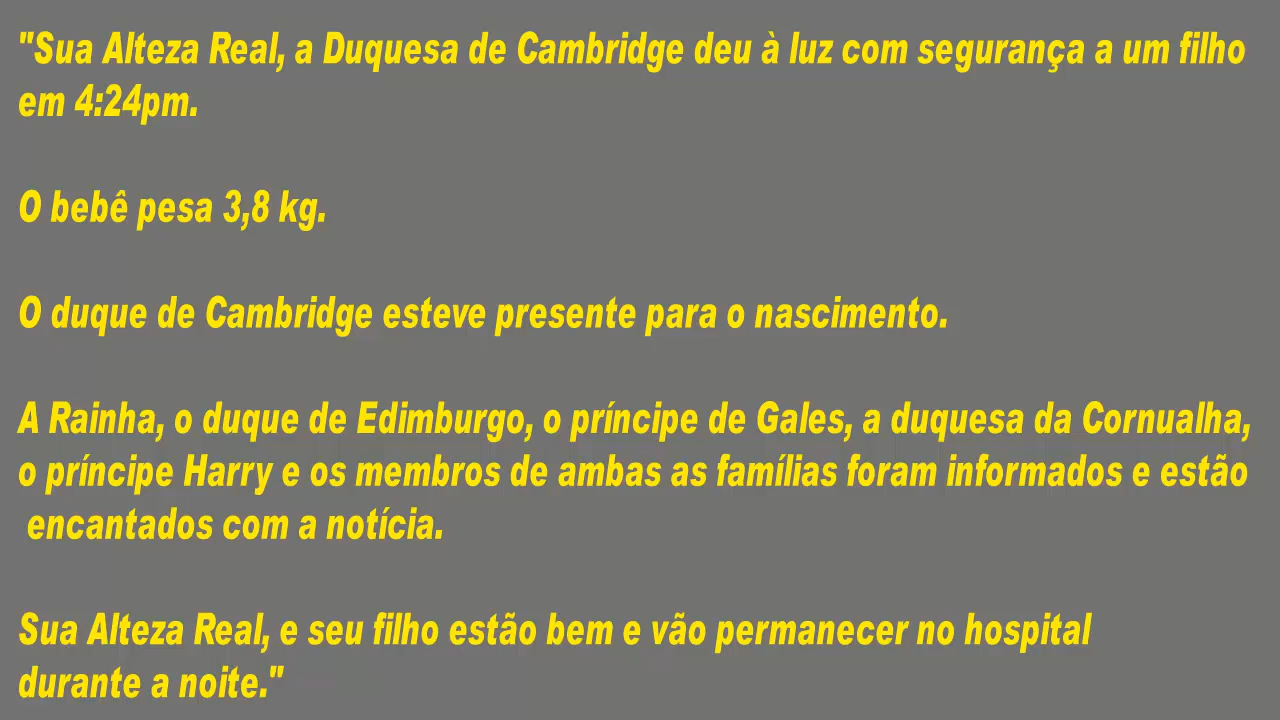 "Sua Alteza Real, a Duquesa de Cambridge deu à luz com segurança a um filho
em 4:24pm.
O bebê pesa 3,8 kg.
O duque de Cambridge esteve presente para o nascimento.
A Rainha, o duque de Edimburgo, o príncipe de Gales, a duquesa da Cornualha,
o príncipe Harry e os membros de ambas as famílias foram informados e estão
encantados com a notícia.
Sua Alteza Real, e seu filho estão bem e vão permanecer no hospital
durante a noite."